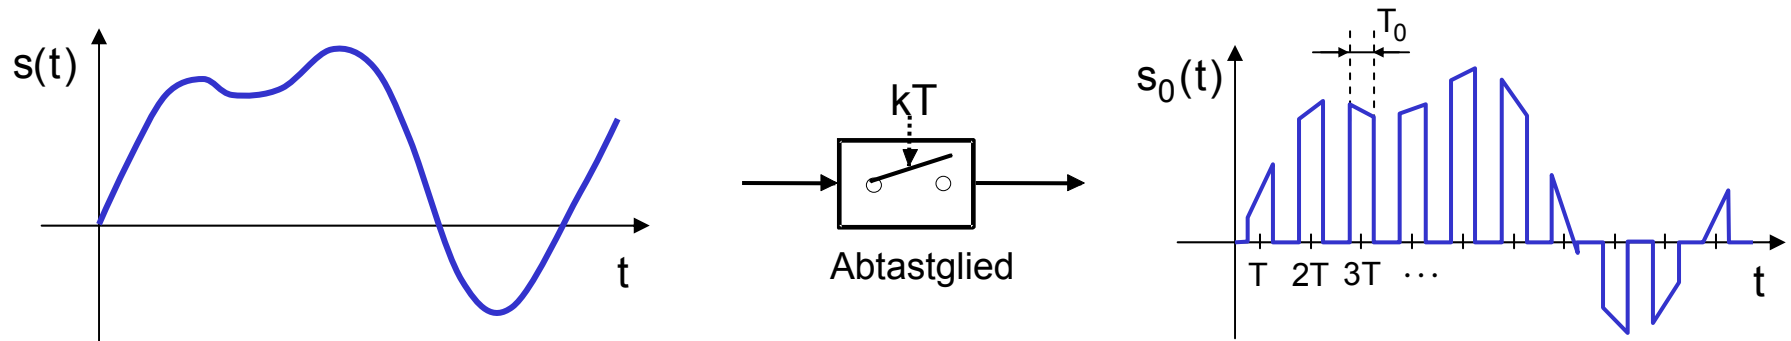 s(t)
t
kT
Abtastglied
T₀
s₀(t)
T 2T 3T ...
t